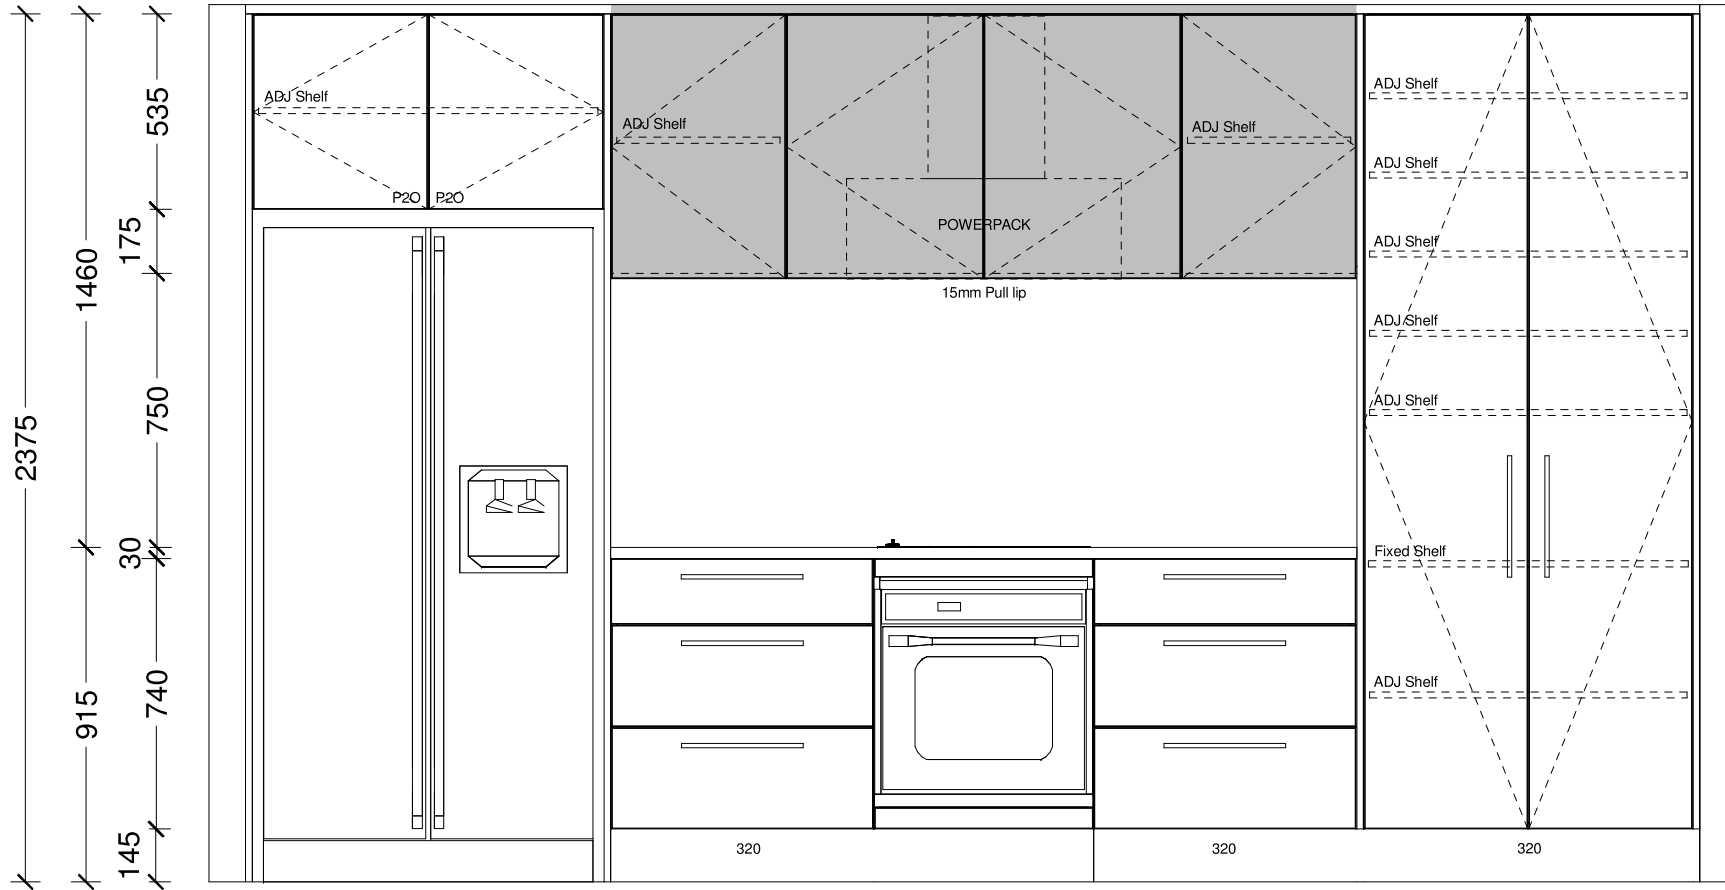 2375
1460
915
535
175
750
30
740
145
ADJ Shelf
P2O P2O
ADJ Shelf
ADJ Shelf
POWERPACK
15mm Pull lip
ADJ Shelf
ADJ Shelf
ADJ Shelf
ADJ Shelf
ADJ Shelf
Fixed Shelf
ADJ Shelf
320
320
320